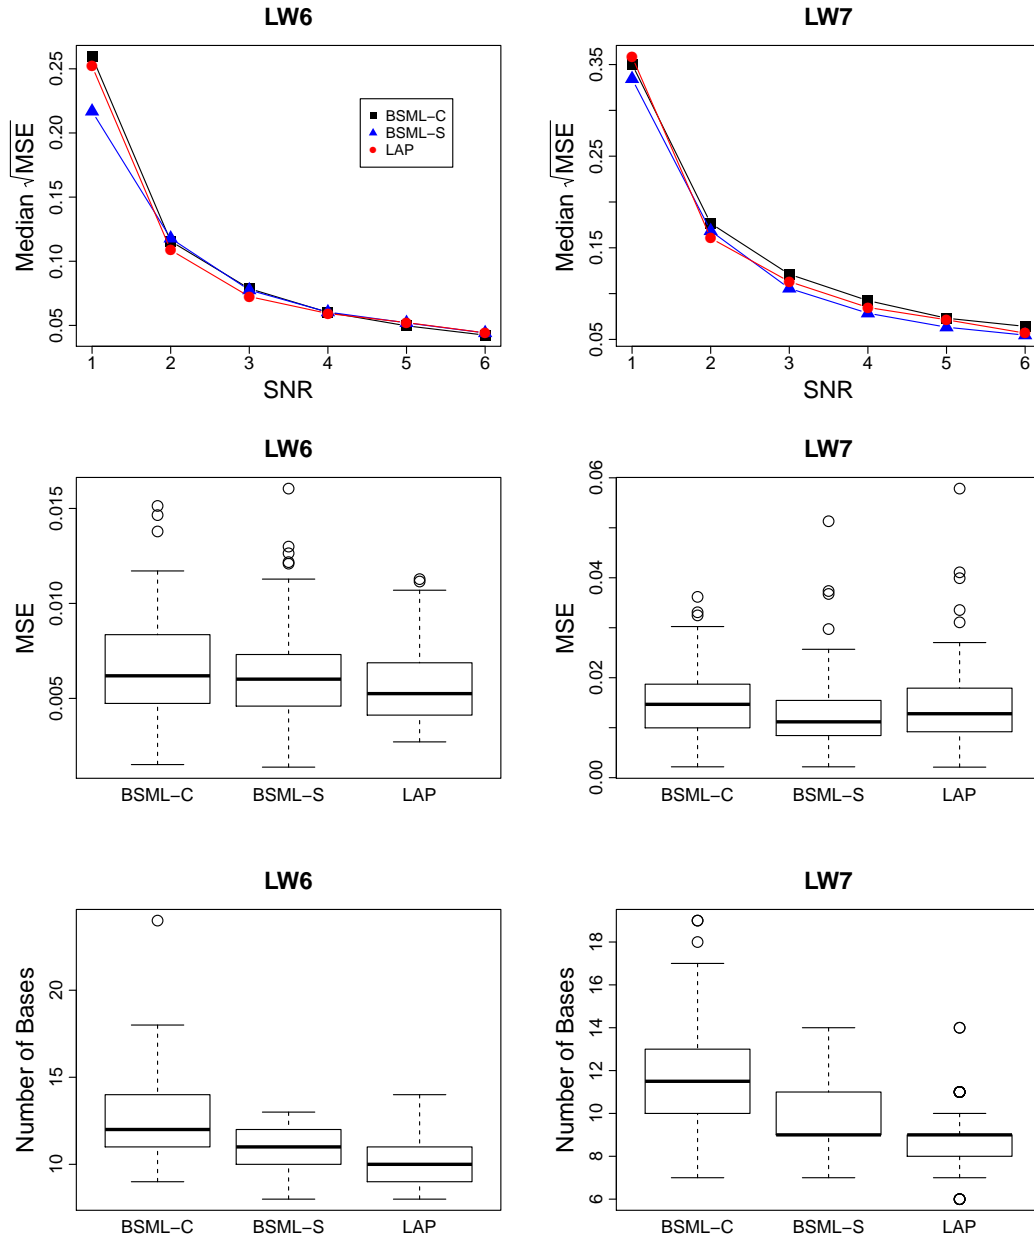 LW6
Median √MSE
0.05 0.10 0.15 0.20 0.25
BSML−C
BSML−S
LAP
1 2 3 4 5 6
SNR
LW7
Median √MSE
0.05 0.15 0.25 0.35
1 2 3 4 5 6
SNR
LW6
MSE
0.005 0.010 0.015
BSML−C BSML−S LAP
LW7
MSE
0.00 0.02 0.04 0.06
BSML−C BSML−S LAP
LW6
Number of Bases
10 15 20
BSML−C BSML−S LAP
LW7
Number of Bases
6 8 10 12 14 16 18
BSML−C BSML−S LAP